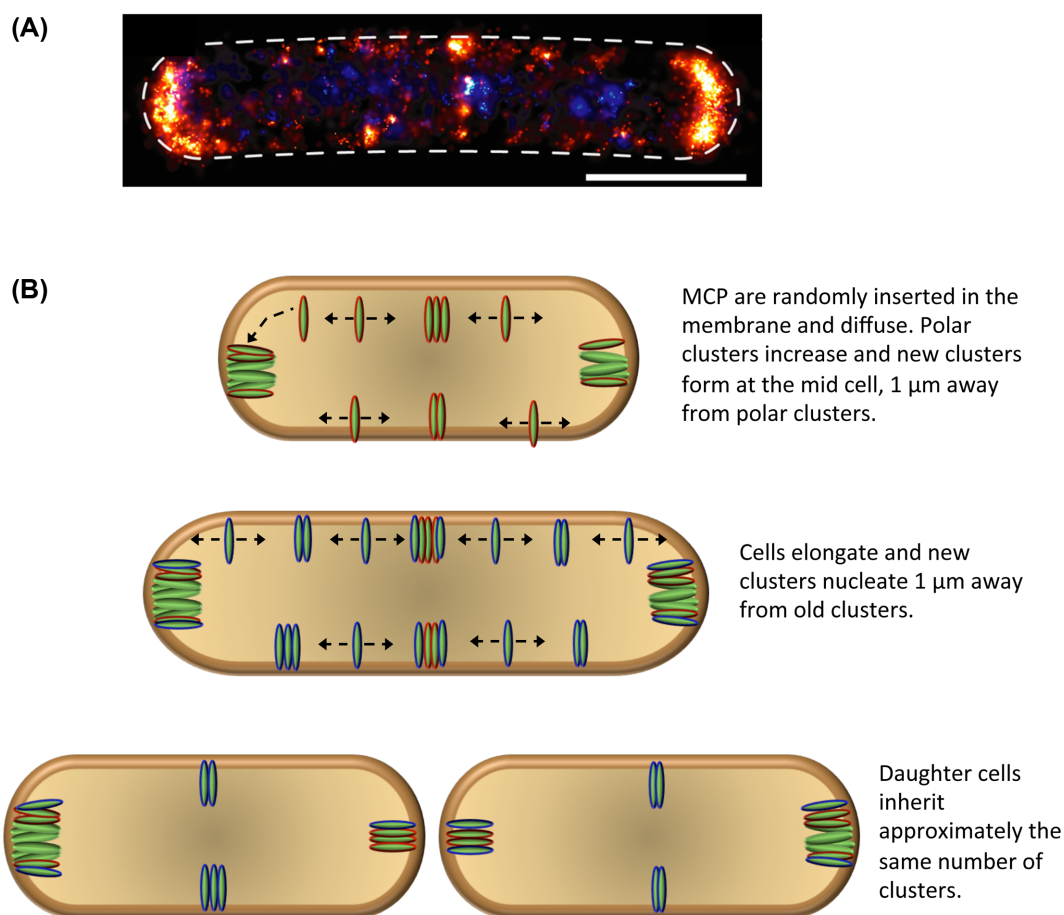 (A)
(B)
MCP are randomly inserted in the
membrane and diffuse. Polar
clusters increase and new clusters
form at the mid cell, 1 µm away
from polar clusters.
Cells elongate and new
clusters nucleate 1 µm away
from old clusters.
Daughter cells
inherit
approximately the
same number of
clusters.